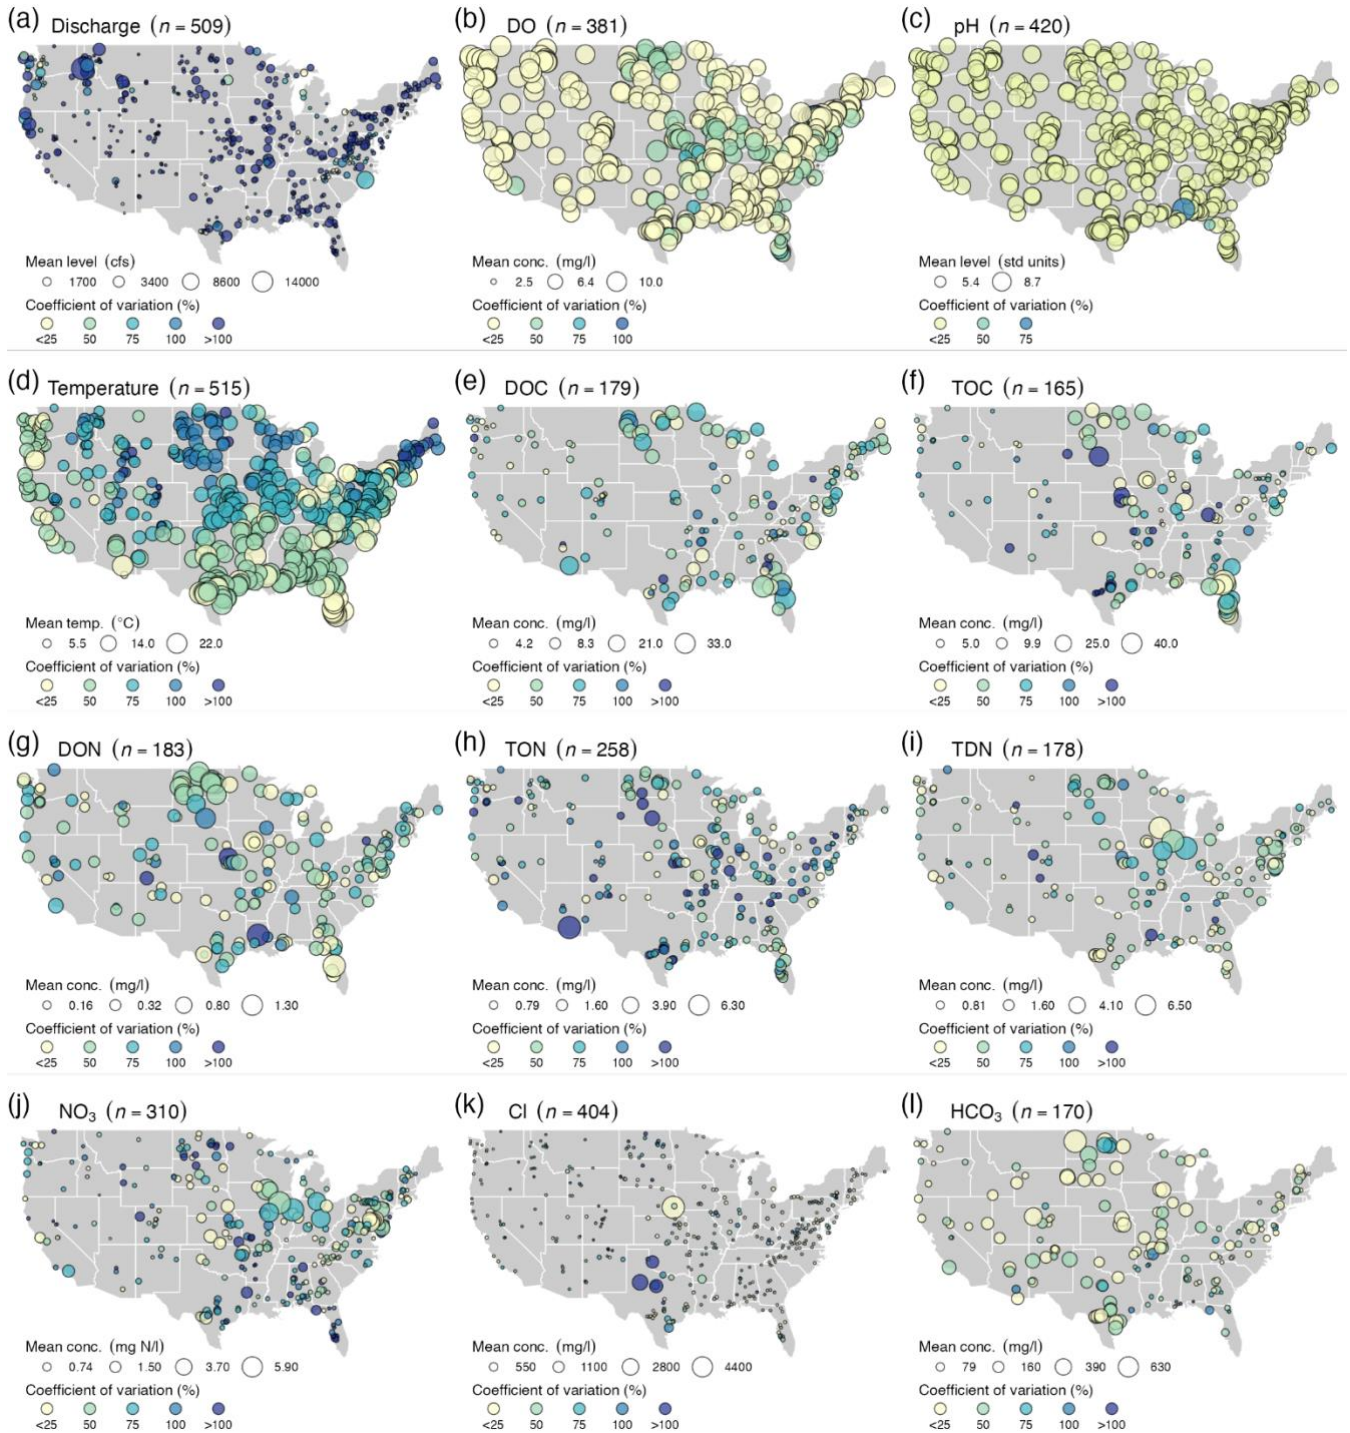 (a) Discharge (n = 509)
(b) DO (n = 381)
(c) pH (n = 420)
Mean level (cfs)
1700 3400 8600 14000
Coefficient of variation (%)
<25 50 75 100 >100
Mean conc. (mg/l)
2.5 6.4 10.0
Coefficient of variation (%)
<25 50 75 100
Mean level (std units)
5.4 8.7
Coefficient of variation (%)
<25 50 75
(d) Temperature (n = 515)
(e) DOC (n = 179)
(f) TOC (n = 165)
Mean temp. (°C)
5.5 14.0 22.0
Coefficient of variation (%)
<25 50 75 100 >100
Mean conc. (mg/l)
4.2 8.3 21.0 33.0
Coefficient of variation (%)
<25 50 75 100 >100
Mean conc. (mg/l)
5.0 9.9 25.0 40.0
Coefficient of variation (%)
<25 50 75 100 >100
(g) DON (n = 183)
(h) TON (n = 258)
(i) TDN (n = 178)
Mean conc. (mg/l)
0.16 0.32 0.80 1.30
Coefficient of variation (%)
<25 50 75 100 >100
Mean conc. (mg/l)
0.79 1.60 3.90 6.30
Coefficient of variation (%)
<25 50 75 100 >100
Mean conc. (mg/l)
0.81 1.60 4.10 6.50
Coefficient of variation (%)
<25 50 75 100 >100
(j) NO₃ (n = 310)
(k) Cl (n = 404)
(l) HCO₃ (n = 170)
Mean conc. (mg N/l)
0.74 1.50 3.70 5.90
Coefficient of variation (%)
<25 50 75 100 >100
Mean conc. (mg/l)
550 1100 2800 4400
Coefficient of variation (%)
<25 50 75 100 >100
Mean conc. (mg/l)
79 160 390 630
Coefficient of variation (%)
<25 50 75 100 >100